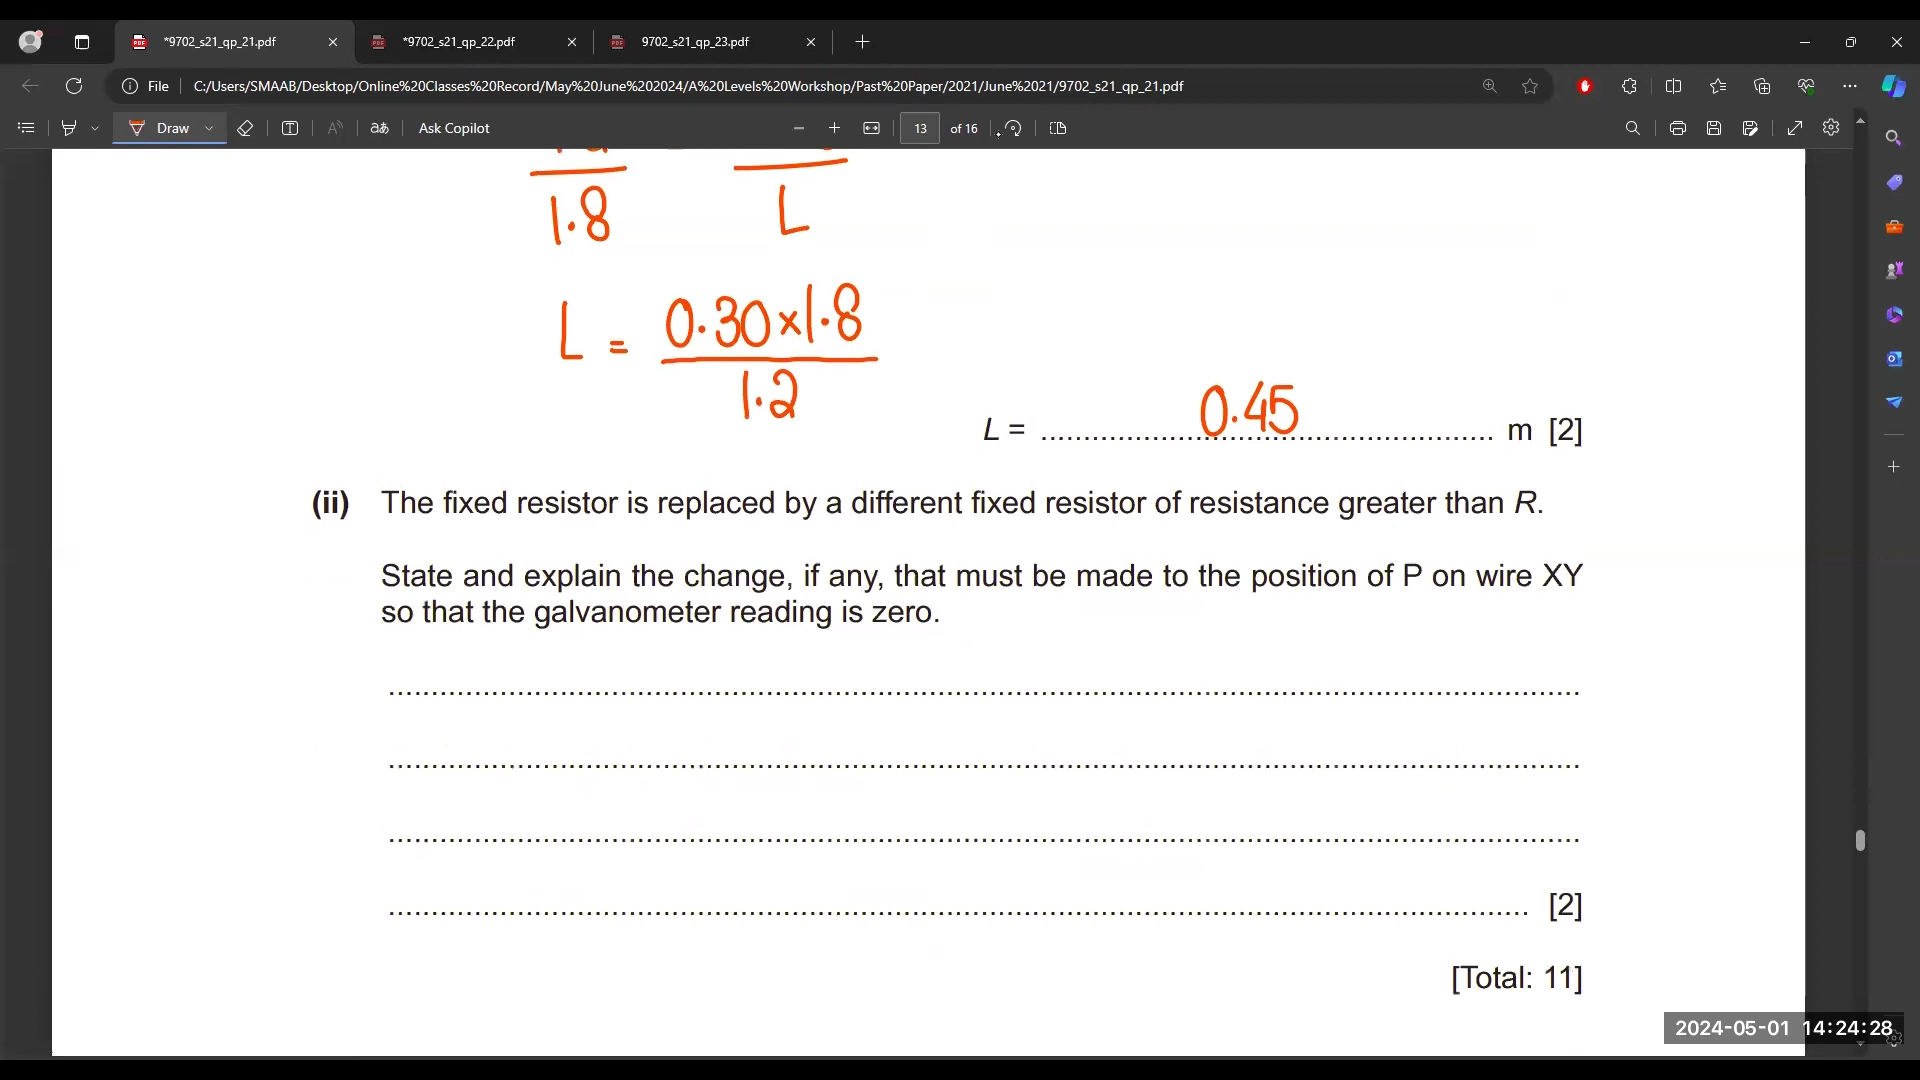 *9702_s21_qp_21.pdf
*9702_s21_qp_22.pdf
9702_s21_qp_23.pdf
File C:/Users/SMAAB/Desktop/Online%20Classes%20Record/May%20June%202024/A%20Levels%20Workshop/Past%20Paper/2021/June%2021/9702_s21_qp_21.pdf
Draw aあ Ask Copilot 13 of 16
1.8 L
L = 0.30×1.8
1.2
0.45
L = ........................................ m [2]
(ii) The fixed resistor is replaced by a different fixed resistor of resistance greater than R.
State and explain the change, if any, that must be made to the position of P on wire XY
so that the galvanometer reading is zero.
[2]
[Total: 11]
2024-05-01 14:24:28